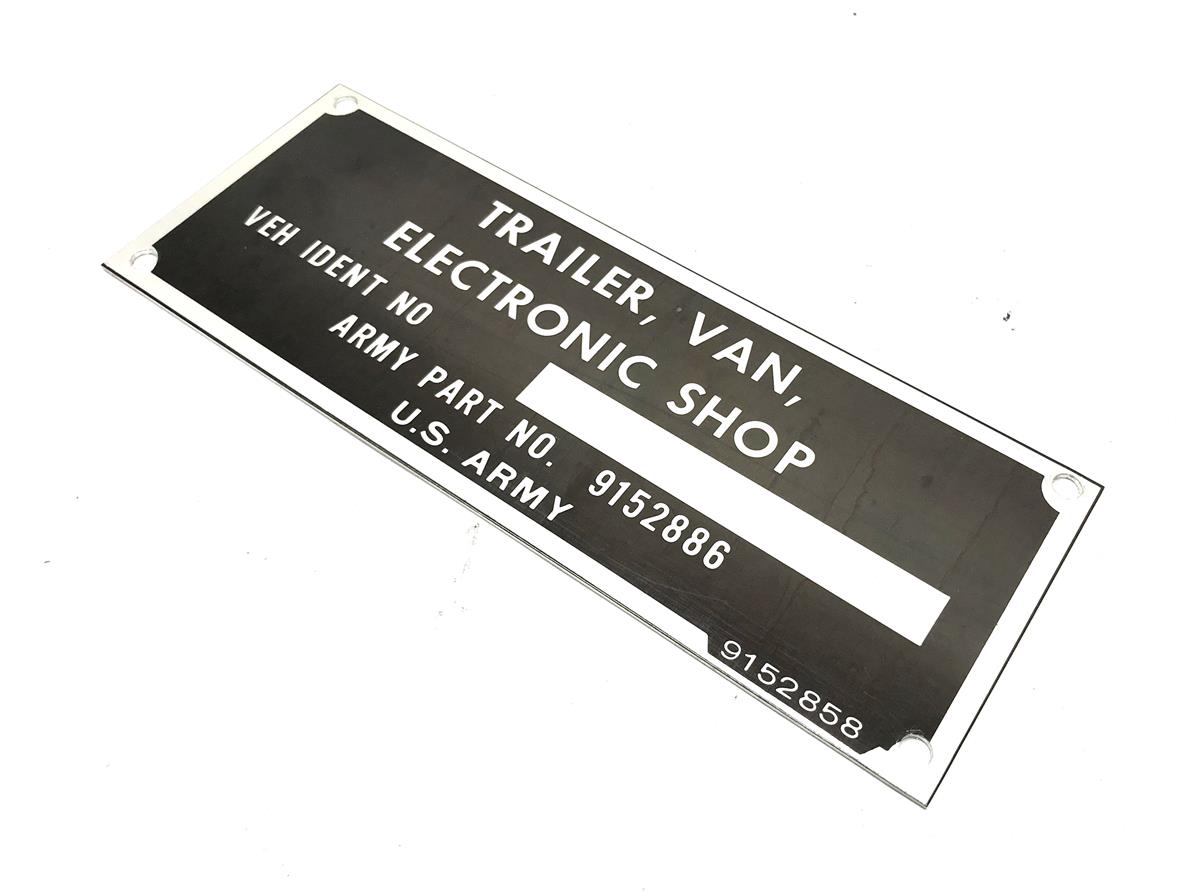 TRAILER, VAN,
ELECTRONIC SHOP
VEH IDENT NO
ARMY PART NO. 9152886
U.S. ARMY
9152858